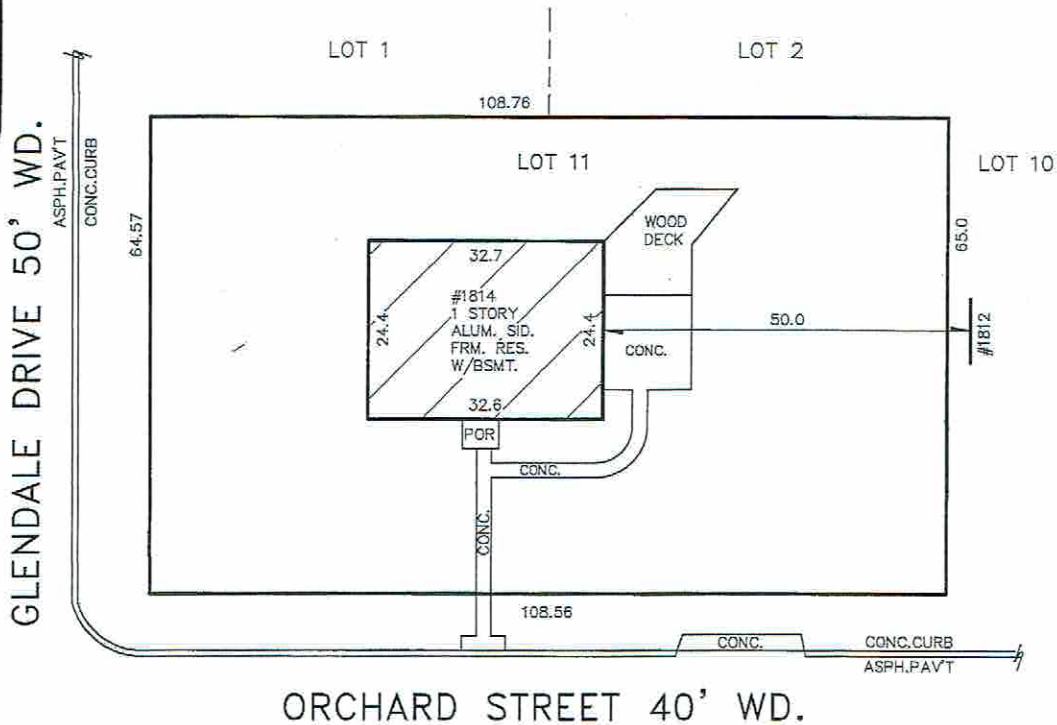 LOT 1
LOT 2
108.76
LOT 11
LOT 10
GLENDALE DRIVE 50' WD.
ASPH.PAV'T
CONC.CURB
64.57
WOOD
DECK
65.0
32.7
#1814
1 STORY
ALUM. SID.
FRM. RES.
W/BSMT.
24.4
24.4
32.6
50.0
#1812
CONC.
POR
CONC.
CONC.
108.56
CONC.
CONC.CURB
ASPH.PAV'T
ORCHARD STREET 40' WD.